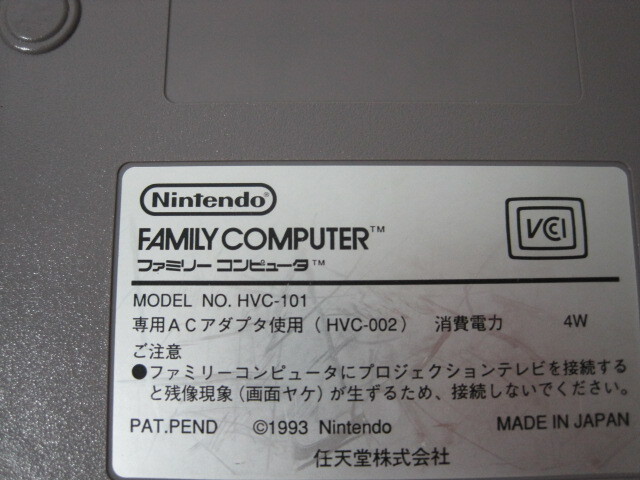 Nintendo®
FAMILY COMPUTER™
ファミリー コンピュータ™
VCCI
MODEL NO. HVC-101
専用ACアダプタ使用（HVC-002） 消費電力 4W
ご注意
●ファミリーコンピュータにプロジェクションテレビを接続する
と残像現象（画面ヤケ）が生ずるため、接続しないでください。
PAT.PEND ©1993 Nintendo MADE IN JAPAN
任天堂株式会社